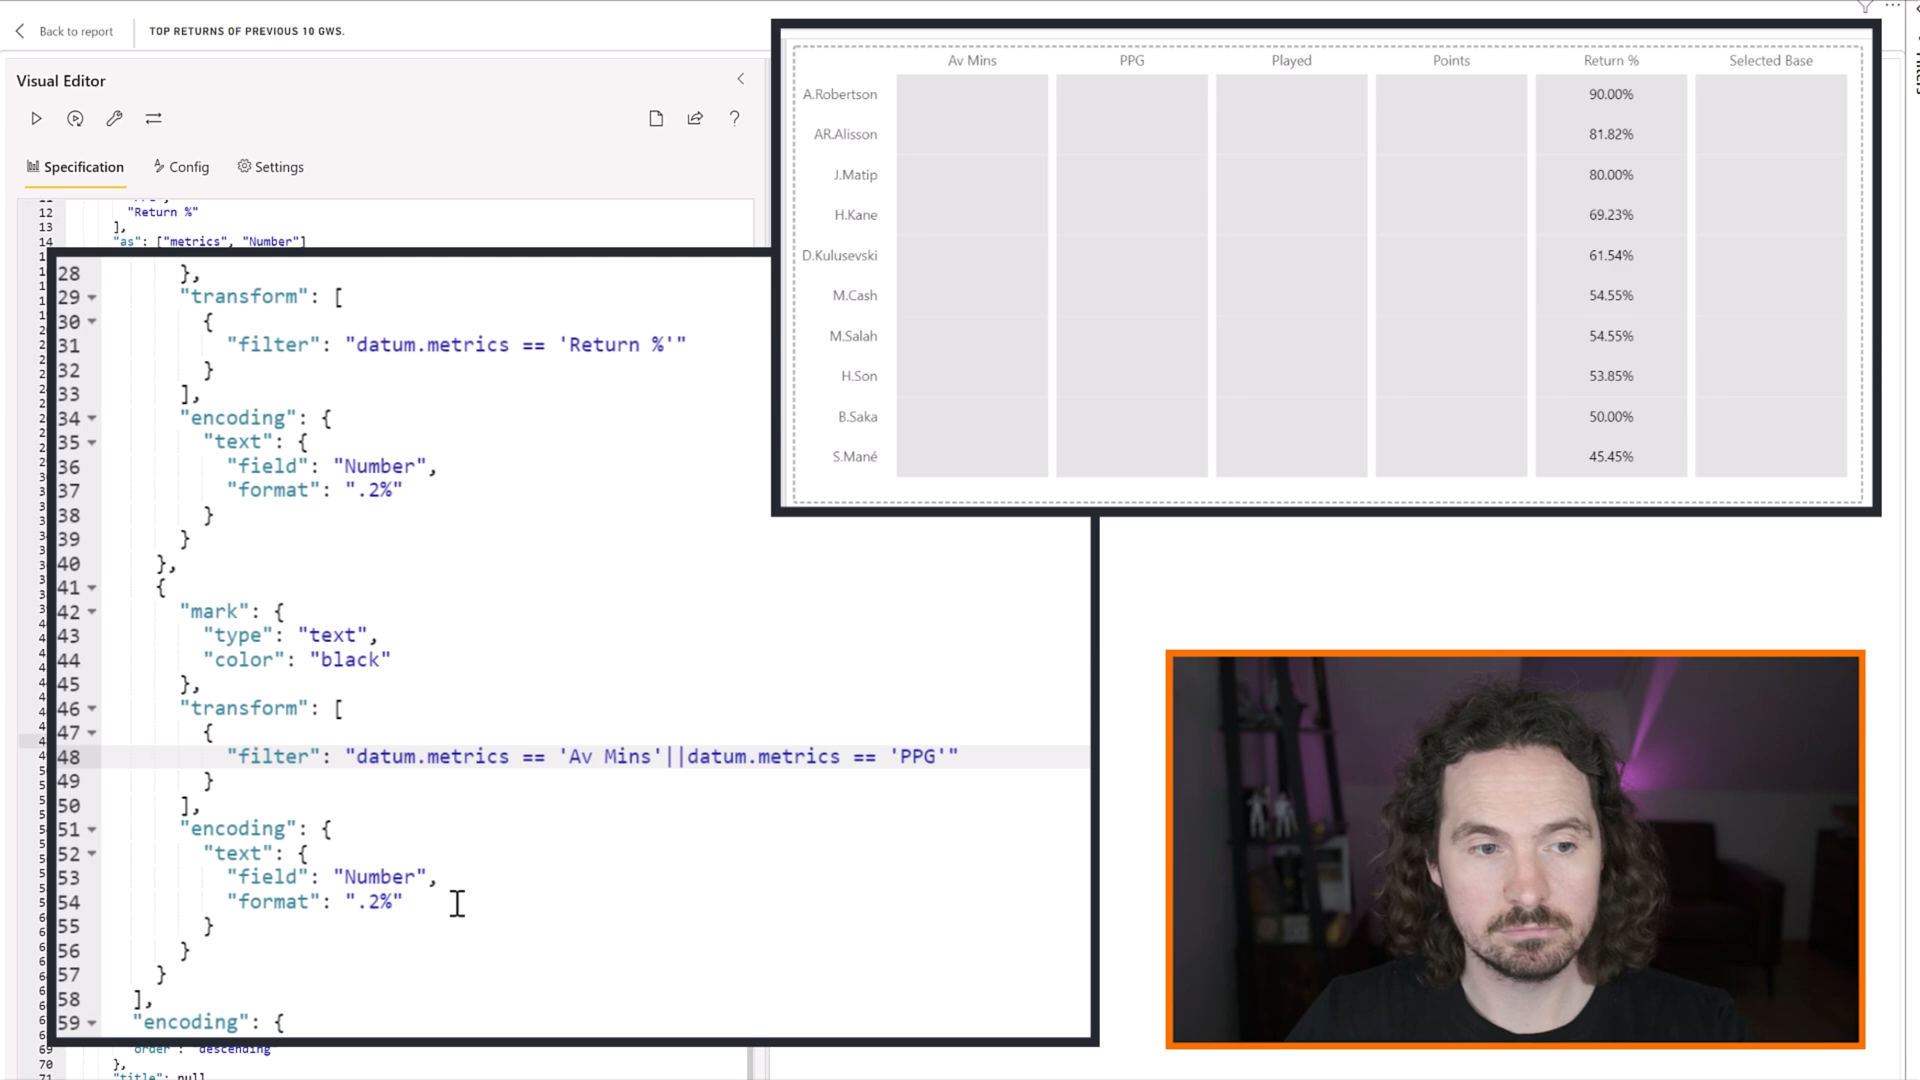 Back to report
TOP RETURNS OF PREVIOUS 10 GWS.
Visual Editor
Specification
Config
Settings
12 "Return %"
13 ],
14 "as": ["metrics", "Number"]
28 },
29 "transform": [
30 {
31 "filter": "datum.metrics == 'Return %'"
32 }
33 ],
34 "encoding": {
35 "text": {
36 "field": "Number",
37 "format": ".2%"
38 }
39 }
40 },
41 {
42 "mark": {
43 "type": "text",
44 "color": "black"
45 },
46 "transform": [
47 {
48 "filter": "datum.metrics == 'Av Mins'||datum.metrics == 'PPG'"
49 }
50 ],
51 "encoding": {
52 "text": {
53 "field": "Number",
54 "format": ".2%"
55 }
56 }
57 }
58 ],
59 "encoding": {
69 "order": "descending
70 },
71 "title": null
Av Mins PPG Played Points Return % Selected Base
A.Robertson 90.00%
AR.Alisson 81.82%
J.Matip 80.00%
H.Kane 69.23%
D.Kulusevski 61.54%
M.Cash 54.55%
M.Salah 54.55%
H.Son 53.85%
B.Saka 50.00%
S.Mané 45.45%